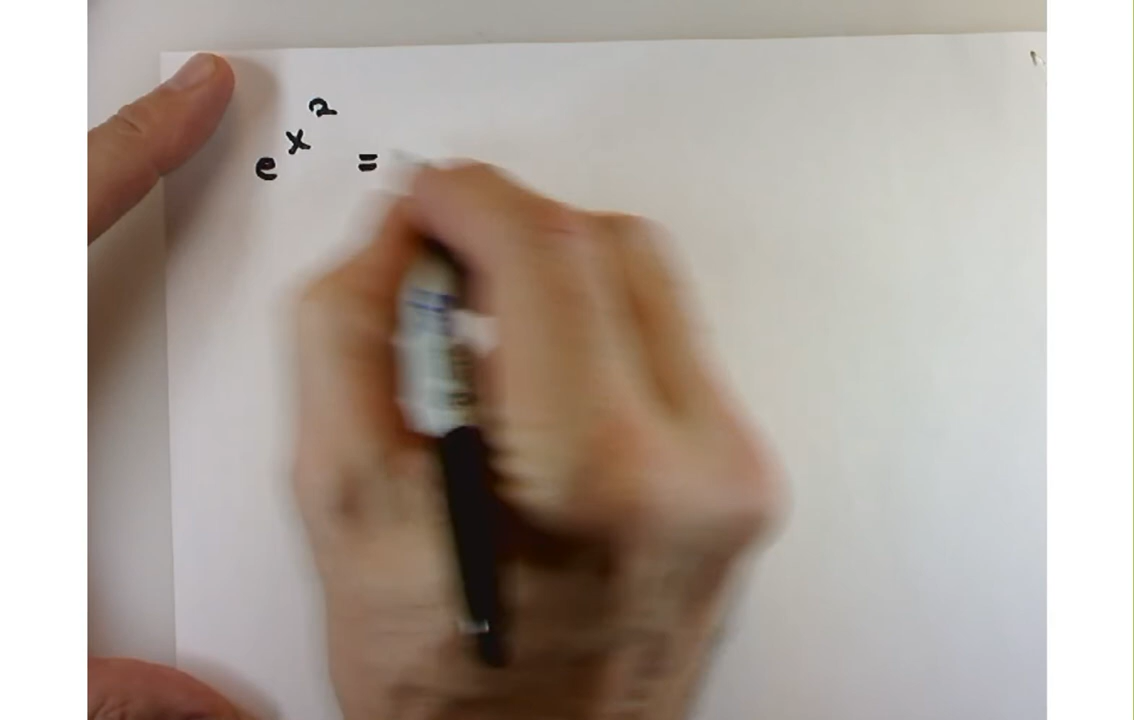 e^x^2 =